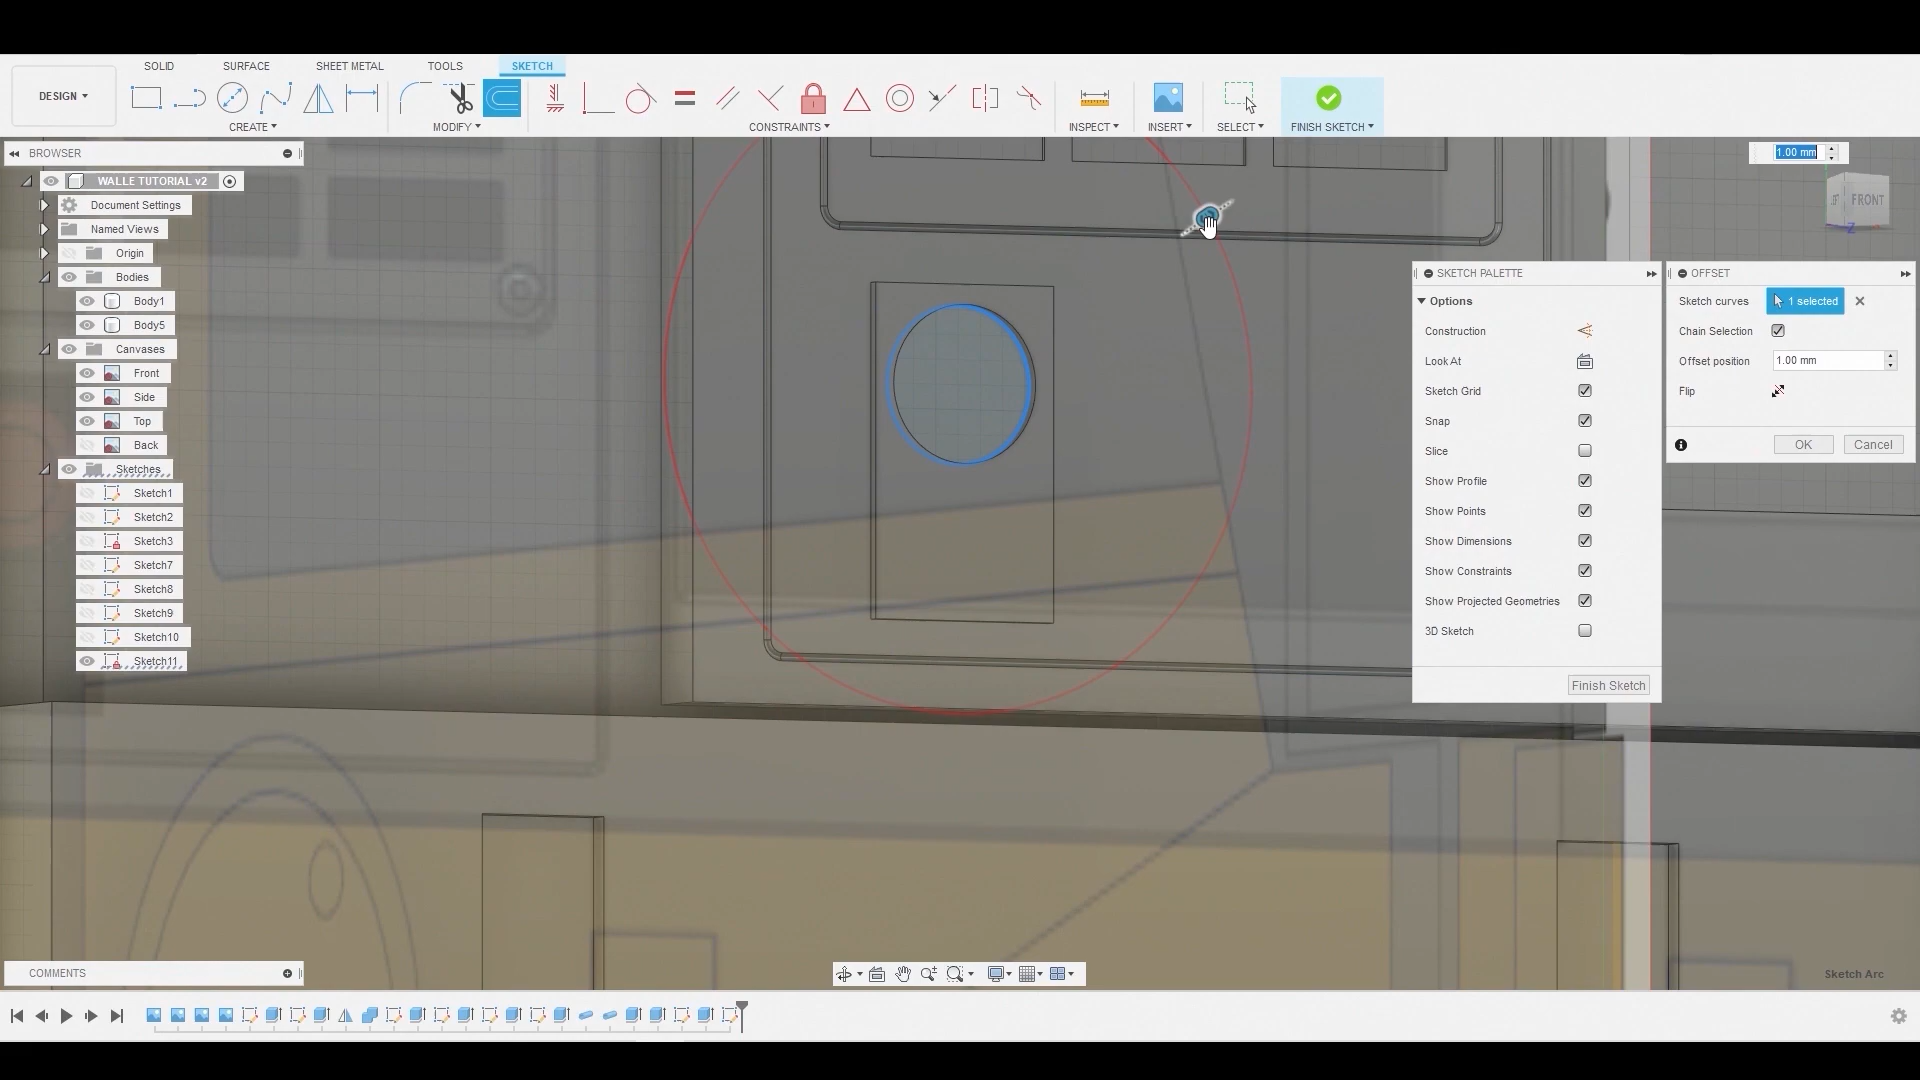 SOLID SURFACE SHEET METAL TOOLS SKETCH
DESIGN
CREATE MODIFY CONSTRAINTS INSPECT INSERT SELECT FINISH SKETCH
BROWSER
1.00 mm
WALLE TUTORIAL v2
FRONT
Z
Document Settings
Named Views
Origin
Bodies
Body1
Body5
Canvases
Front
Side
Top
Back
Sketches
Sketch1
Sketch2
Sketch3
Sketch7
Sketch8
Sketch9
Sketch10
Sketch11
SKETCH PALETTE
Options
Construction
Look At
Sketch Grid
Snap
Slice
Show Profile
Show Points
Show Dimensions
Show Constraints
Show Projected Geometries
3D Sketch
Finish Sketch
OFFSET
Sketch curves 1 selected
Chain Selection
Offset position 1.00 mm
Flip
OK Cancel
COMMENTS
Sketch Arc